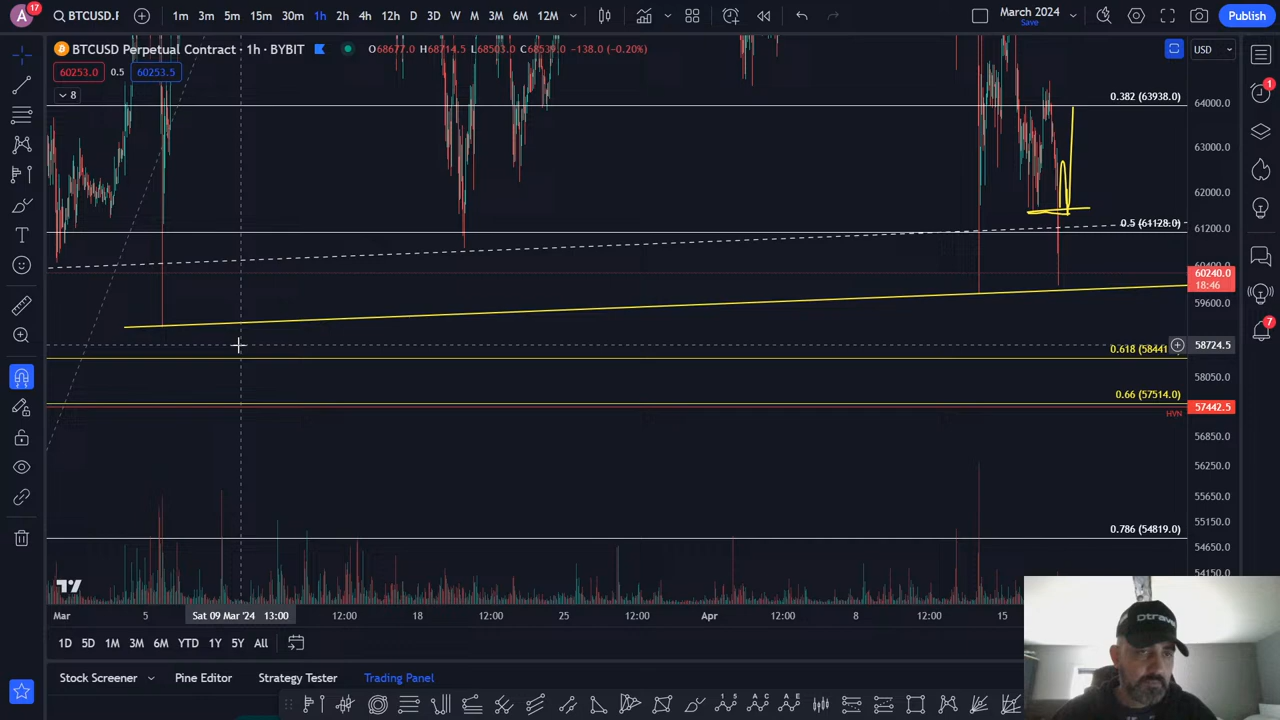 A 17 BTCUSD.F 1m 3m 5m 15m 30m 1h 2h 4h 12h D 3D W M 3M 6M 12M March 2024 Save Publish
BTCUSD Perpetual Contract · 1h · BYBIT O68677.0 H68714.5 L68503.0 C68539.0 −138.0 (−0.20%) USD
60253.0 0.5 60253.5
8
0.382 (63938.0) 64000.0
63000.0
62000.0
0.5 (61128.0) 61200.0
60400.0
60240.0
18:46
59600.0
0.618 (58441 58724.5
58050.0
0.66 (57514.0)
HVN 57442.5
56850.0
56250.0
55650.0
55150.0
0.786 (54819.0)
54650.0
54150.0
Mar 5 Sat 09 Mar '24 13:00 12:00 18 12:00 25 12:00 Apr 12:00 8 12:00 15
1D 5D 1M 3M 6M YTD 1Y 5Y All
Stock Screener Pine Editor Strategy Tester Trading Panel
1
7